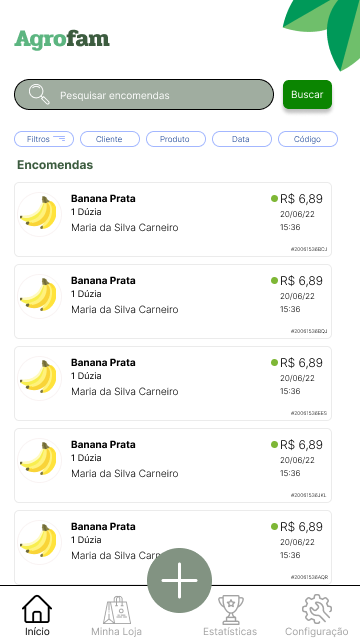 Agrofam
Pesquisar encomendas
Buscar
Filtros
Cliente
Produto
Data
Código
Encomendas
Banana Prata
R$ 6,89
1 Dúzia
20/06/22
Maria da Silva Carneiro
15:36
#20061536BCJ
Banana Prata
R$ 6,89
1 Dúzia
20/06/22
Maria da Silva Carneiro
15:36
#20061536BQJ
Banana Prata
R$ 6,89
1 Dúzia
20/06/22
Maria da Silva Carneiro
15:36
#20061536EES
Banana Prata
R$ 6,89
1 Dúzia
20/06/22
Maria da Silva Carneiro
15:36
#20061536JKL
Banana Prata
R$ 6,89
1 Dúzia
20/06/22
Maria da Silva Carneiro
15:36
#20061536AQR
Início
Minha Loja
Estatísticas
Configuração